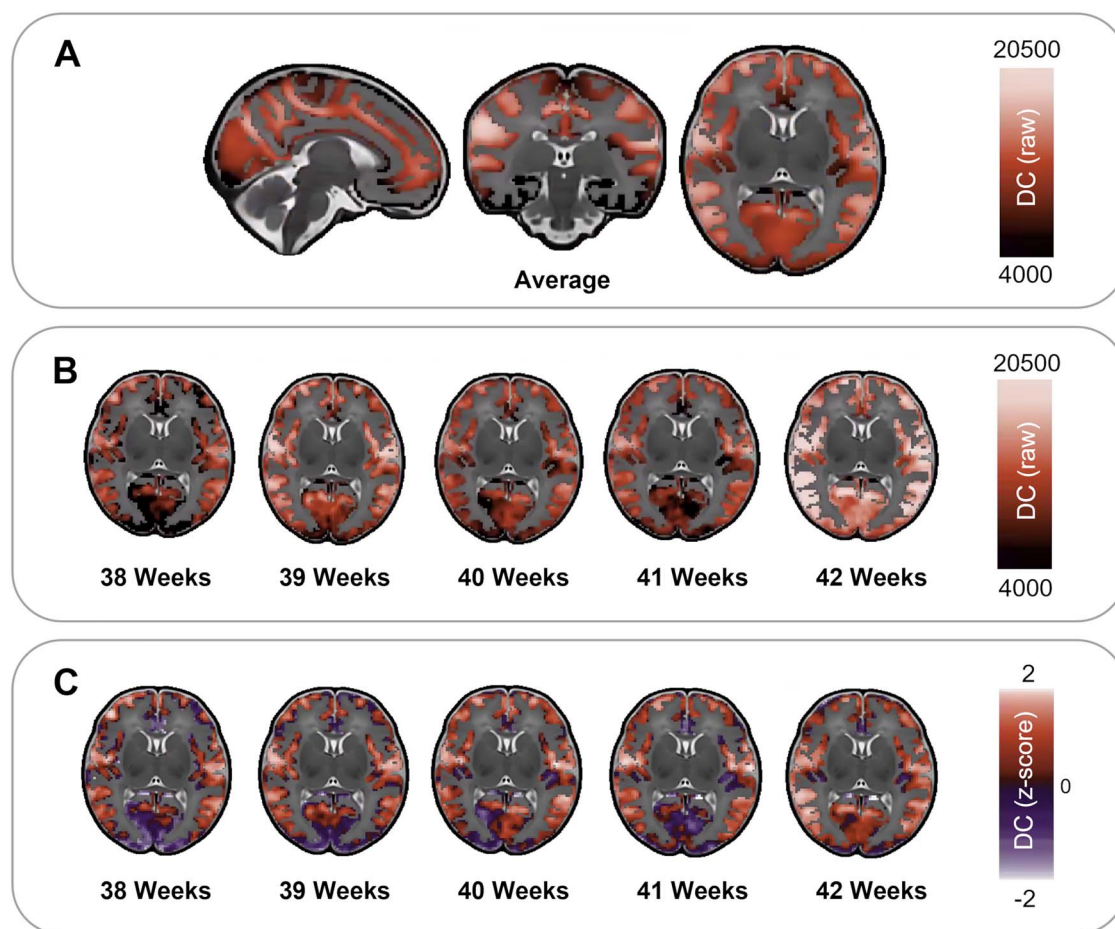 A
20500
DC (raw)
4000
Average
B
20500
DC (raw)
4000
38 Weeks
39 Weeks
40 Weeks
41 Weeks
42 Weeks
C
2
DC (z-score)
0
-2
38 Weeks
39 Weeks
40 Weeks
41 Weeks
42 Weeks